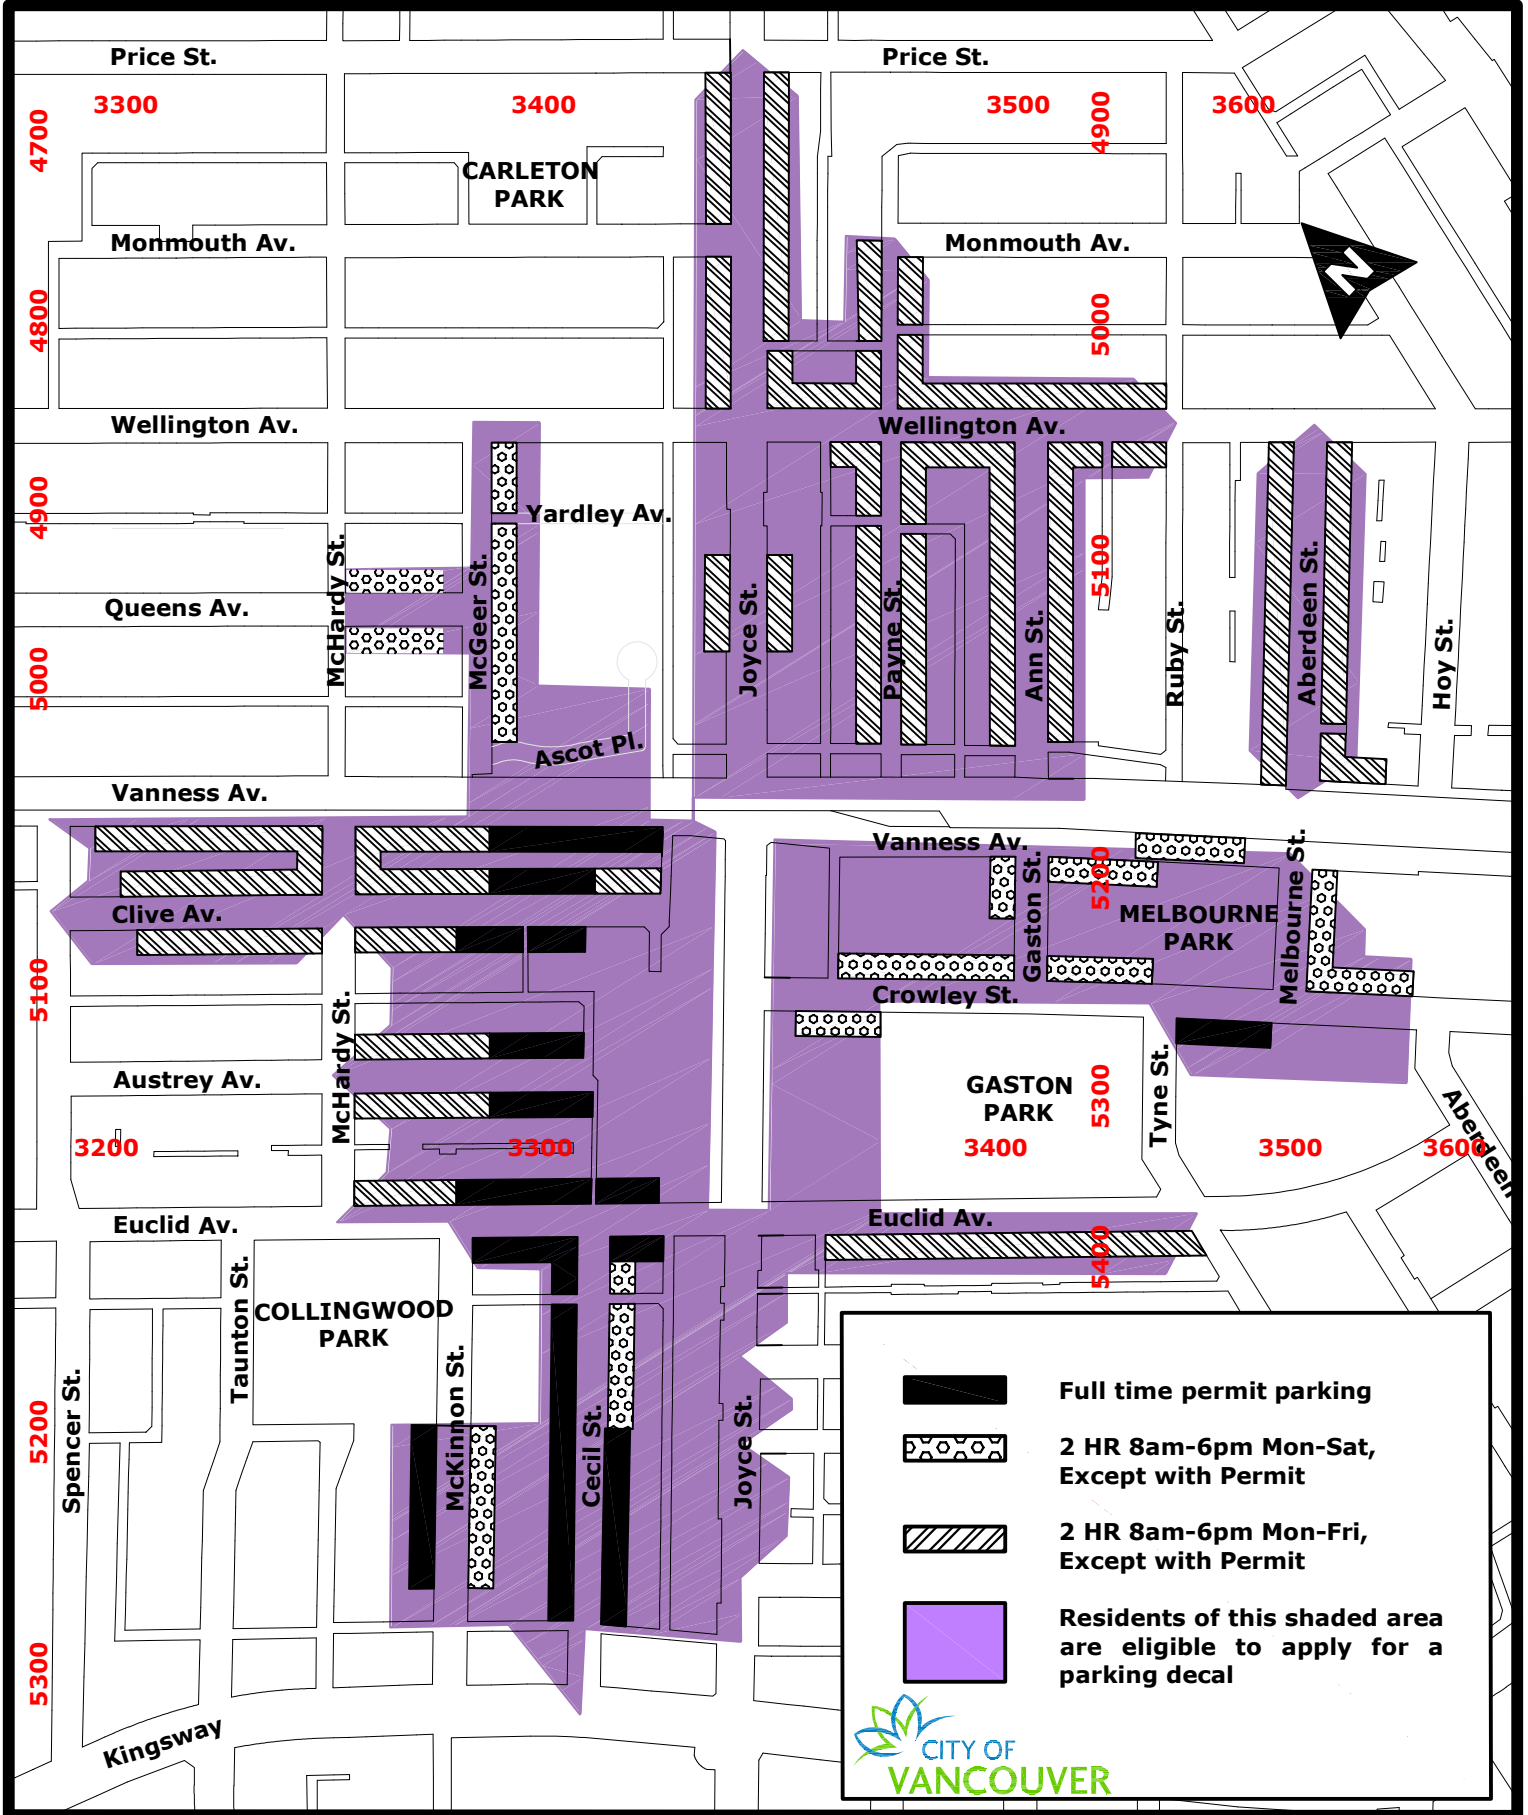 Price St.
Price St.
3300
3400
3500
3600
4700
4900
CARLETON
PARK
Monmouth Av.
Monmouth Av.
N
4800
5000
Wellington Av.
Wellington Av.
4900
Yardley Av.
McHardy St.
McGeer St.
5100
Queens Av.
Joyce St.
Payne St.
Ann St.
Ruby St.
Aberdeen St.
Hoy St.
5000
Ascot Pl.
Vanness Av.
Vanness Av.
Gaston St.
5200
Melbourne St.
Clive Av.
MELBOURNE
PARK
5100
Crowley St.
McHardy St.
Austrey Av.
GASTON
PARK
5300
Tyne St.
Aberdeen
3200
3300
3400
3500
3600
Euclid Av.
Euclid Av.
5400
Taunton St.
COLLINGWOOD
PARK
Spencer St.
McKinnon St.
Cecil St.
Joyce St.
5200
5300
Kingsway
Full time permit parking
2 HR 8am-6pm Mon-Sat,
Except with Permit
2 HR 8am-6pm Mon-Fri,
Except with Permit
Residents of this shaded area
are eligible to apply for a
parking decal
CITY OF
VANCOUVER